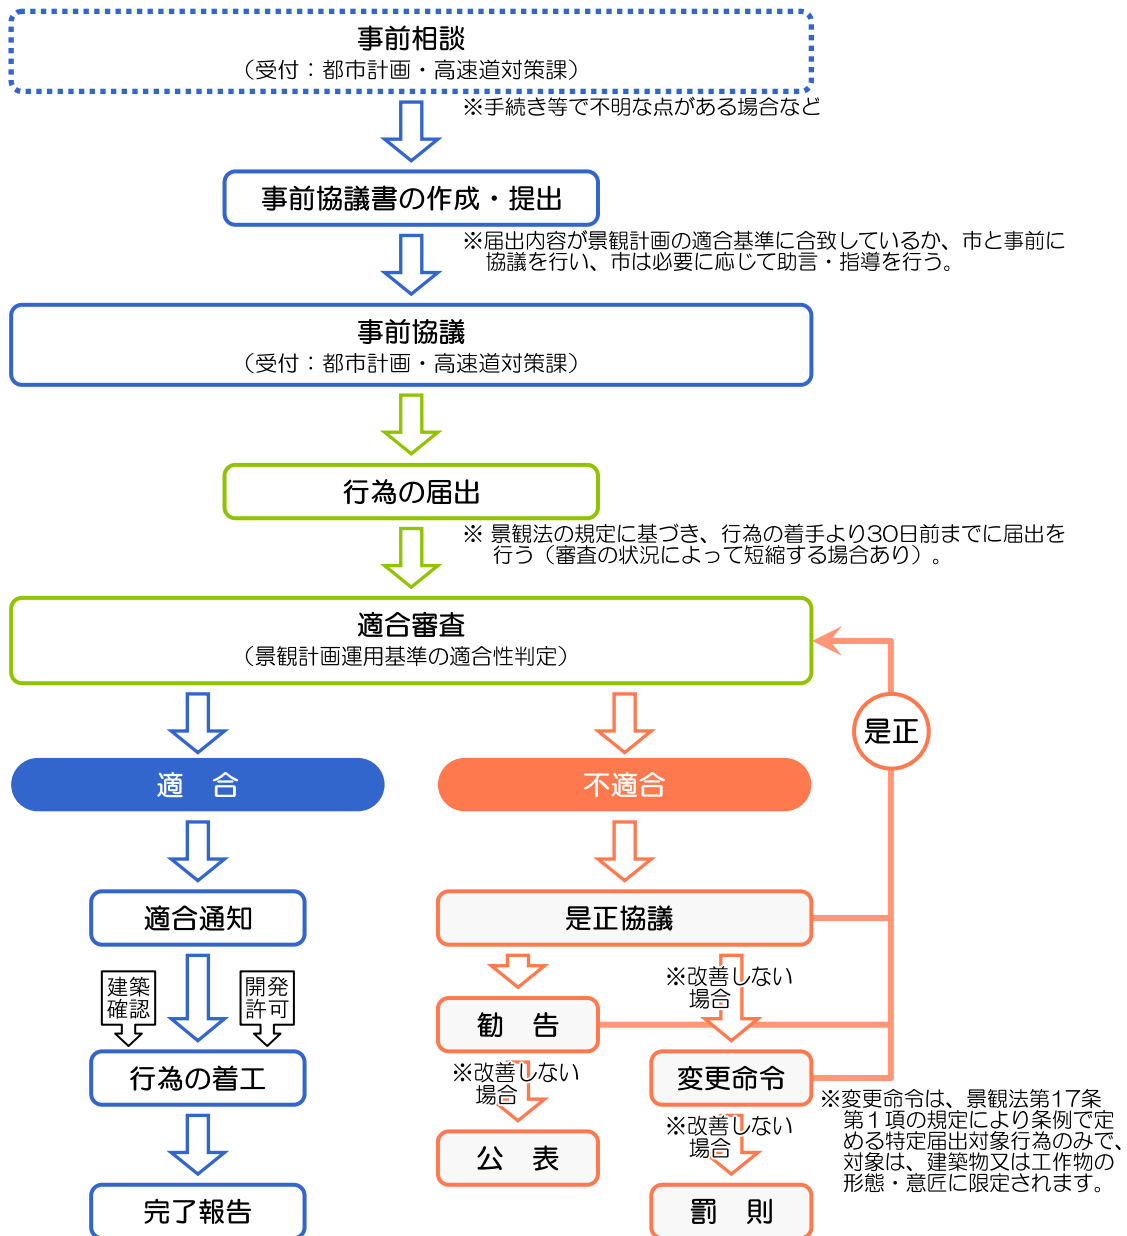 事前相談
（受付：都市計画・高速道対策課）
※手続き等で不明な点がある場合など
事前協議書の作成・提出
※届出内容が景観計画の適合基準に合致しているか、市と事前に
協議を行い、市は必要に応じて助言・指導を行う。
事前協議
（受付：都市計画・高速道対策課）
行為の届出
※ 景観法の規定に基づき、行為の着手より30日前までに届出を
行う（審査の状況によって短縮する場合あり）。
適合審査
（景観計画運用基準の適合性判定）
是正
適　合
不適合
適合通知
是正協議
建築
確認
開発
許可
※改善しない
場合
勧　告
行為の着工
※改善しない
場合
変更命令
※変更命令は、景観法第17条
第１項の規定により条例で定
める特定届出対象行為のみで、
対象は、建築物又は工作物の
形態・意匠に限定されます。
※改善しない
場合
公　表
完了報告
罰　則